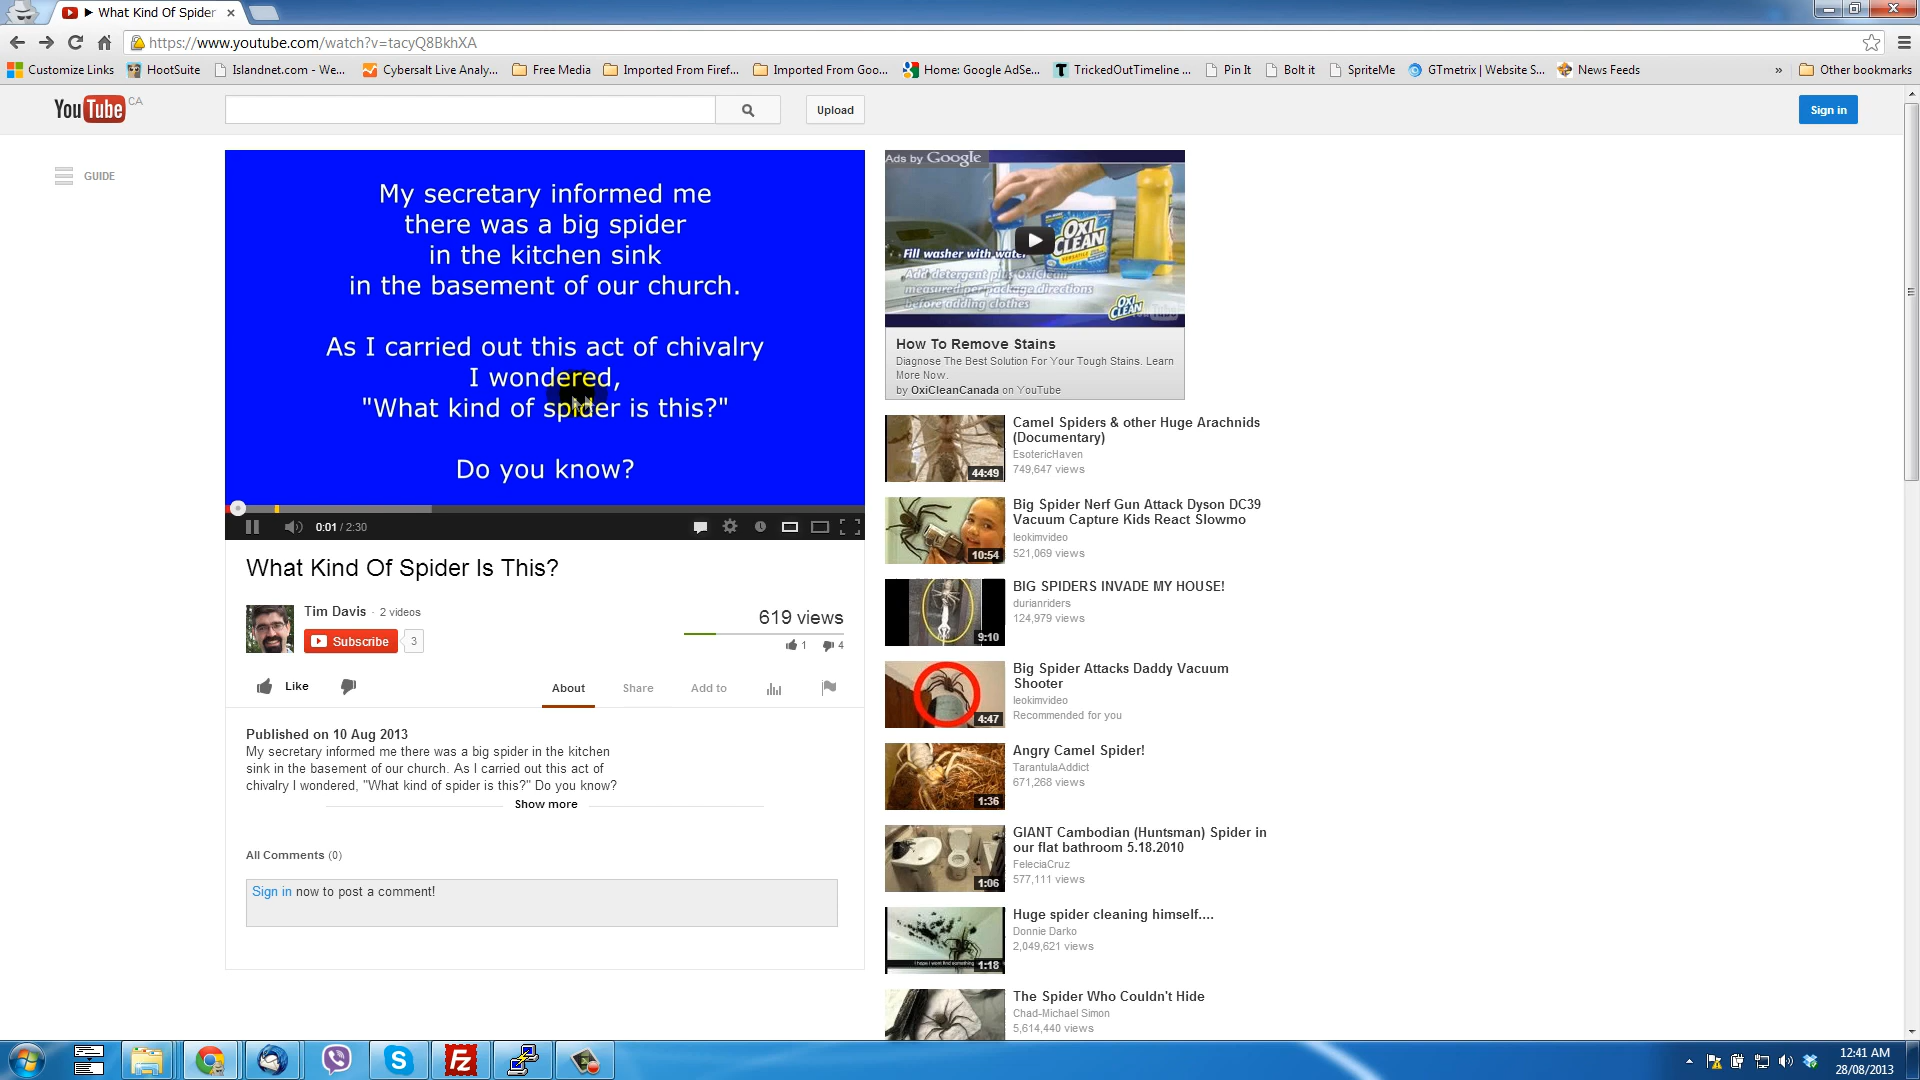 What Kind Of Spider
https://www.youtube.com/watch?v=tacyQ8BkhXA
Customize Links
HootSuite
Islandnet.com - We...
Cybersalt Live Analy...
Free Media
Imported From Firef...
Imported From Goo...
Home: Google AdSe...
TrickedOutTimeline ...
Pin It
Bolt it
SpriteMe
GTmetrix | Website S...
News Feeds
»
Other bookmarks
YouTube CA
Upload
Sign in
GUIDE
My secretary informed me
there was a big spider
in the kitchen sink
in the basement of our church.
As I carried out this act of chivalry
I wondered,
"What kind of spider is this?"
Do you know?
0:01 / 2:30
What Kind Of Spider Is This?
Tim Davis · 2 videos
Subscribe 3
619 views
1 4
Like
About
Share
Add to
Published on 10 Aug 2013
My secretary informed me there was a big spider in the kitchen
sink in the basement of our church. As I carried out this act of
chivalry I wondered, "What kind of spider is this?" Do you know?
Show more
All Comments (0)
Sign in now to post a comment!
Ads by Google
Fill washer with water
Add detergent plus OxiClean
measured per package directions
before adding clothes
OXI
CLEAN
OXI
CLEAN
How To Remove Stains
Diagnose The Best Solution For Your Tough Stains. Learn
More Now.
by OxiCleanCanada on YouTube
44:49
Camel Spiders & other Huge Arachnids
(Documentary)
EsotericHaven
749,647 views
10:54
Big Spider Nerf Gun Attack Dyson DC39
Vacuum Capture Kids React Slowmo
leokimvideo
521,069 views
9:10
BIG SPIDERS INVADE MY HOUSE!
durianriders
124,979 views
4:47
Big Spider Attacks Daddy Vacuum
Shooter
leokimvideo
Recommended for you
1:36
Angry Camel Spider!
TarantulaAddict
671,268 views
1:06
GIANT Cambodian (Huntsman) Spider in
our flat bathroom 5.18.2010
FeleciaCruz
577,111 views
1:18
Huge spider cleaning himself....
Donnie Darko
2,049,621 views
The Spider Who Couldn't Hide
Chad-Michael Simon
5,614,440 views
12:41 AM
28/08/2013